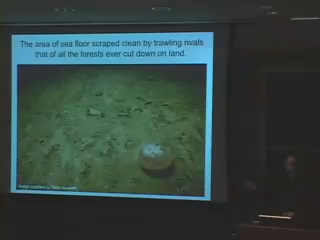 The area of sea floor scraped clean by trawling rivals
that of all the forests ever cut down on land.